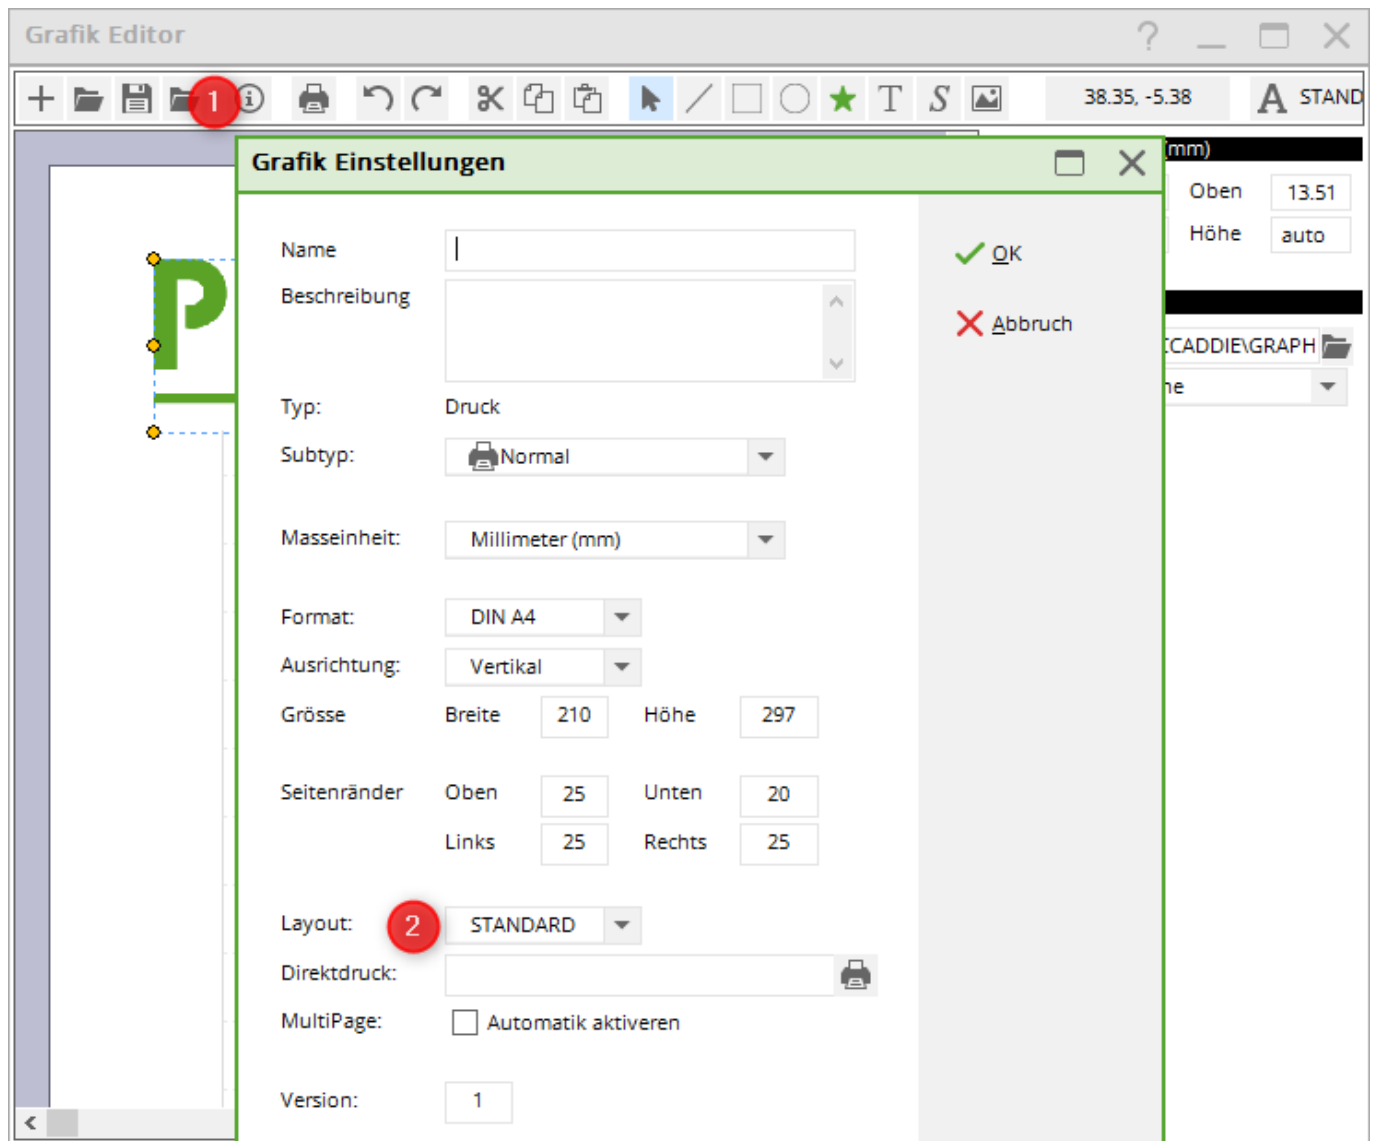 Grafik Editor
1 T S 38.35, -5.38 A STAND
Grafik Einstellungen
mm)
Oben 13.51
Höhe auto
P
Name
OK
Beschreibung
Abbruch
CADDIE\GRAPH
he
Typ: Druck
Subtyp: Normal
Masseinheit: Millimeter (mm)
Format: DIN A4
Ausrichtung: Vertikal
Grösse Breite 210 Höhe 297
Seitenränder Oben 25 Unten 20
Links 25 Rechts 25
Layout: 2 STANDARD
Direktdruck:
MultiPage: Automatik aktiveren
Version: 1